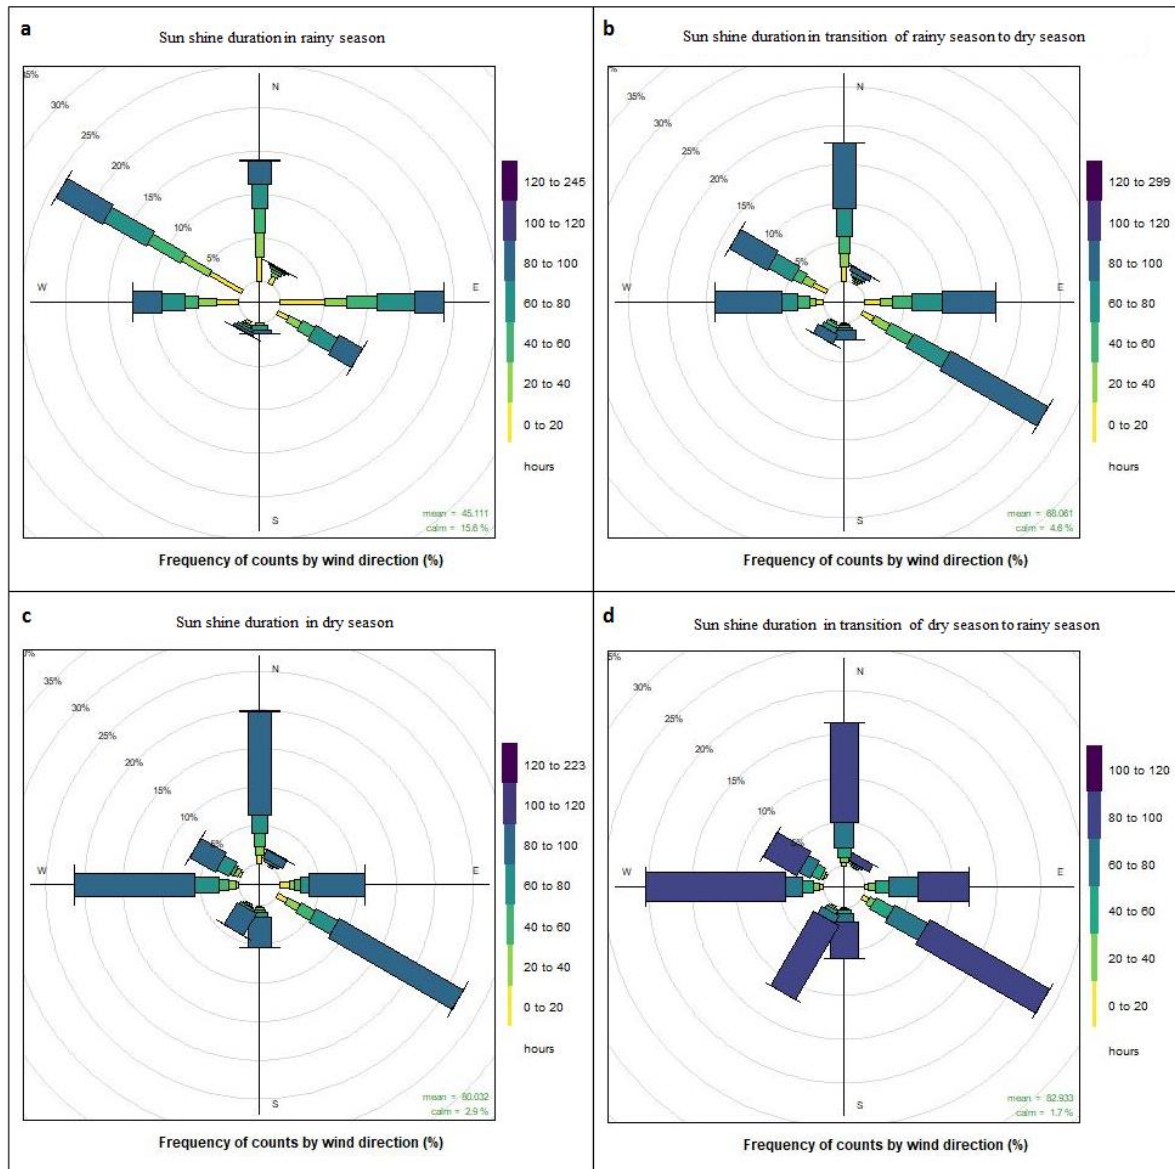 a
Sun shine duration in rainy season
5%
30%
25%
20%
15%
10%
5%
N
W
E
S
120 to 245
100 to 120
80 to 100
60 to 80
40 to 60
20 to 40
0 to 20
hours
mean = 45.111
calm = 15.6 %
Frequency of counts by wind direction (%)
b
Sun shine duration in transition of rainy season to dry season
%
35%
30%
25%
20%
15%
10%
5%
N
W
E
S
120 to 299
100 to 120
80 to 100
60 to 80
40 to 60
20 to 40
0 to 20
hours
mean = 68.061
calm = 4.6 %
Frequency of counts by wind direction (%)
c
Sun shine duration in dry season
%
35%
30%
25%
20%
15%
10%
5%
N
W
E
S
120 to 223
100 to 120
80 to 100
60 to 80
40 to 60
20 to 40
0 to 20
hours
mean = 80.032
calm = 2.9 %
Frequency of counts by wind direction (%)
d
Sun shine duration in transition of dry season to rainy season
5%
30%
25%
20%
15%
10%
5%
N
W
E
S
100 to 120
80 to 100
60 to 80
40 to 60
20 to 40
0 to 20
hours
mean = 82.933
calm = 1.7 %
Frequency of counts by wind direction (%)